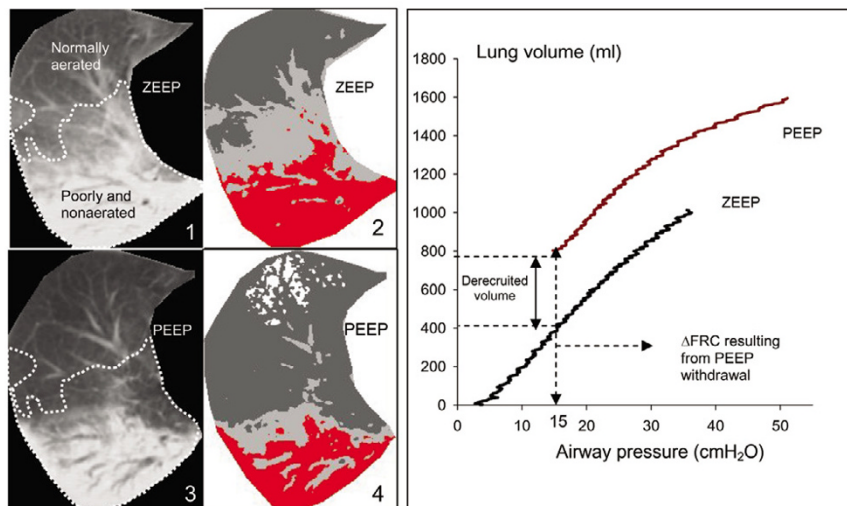 Normally
aerated
ZEEP
Poorly and
nonaerated
1
ZEEP
2
PEEP
3
PEEP
4
Lung volume (ml)
1800
1600
1400
1200
1000
800
600
400
200
0
PEEP
ZEEP
Derecruited
volume
ΔFRC resulting
from PEEP
withdrawal
0
10
15
20
30
40
50
Airway pressure (cmH₂O)